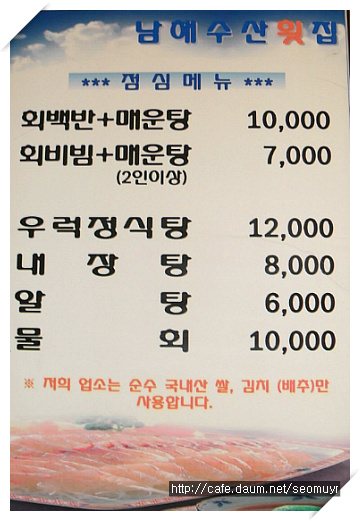 남해수산횟집
*** 점심메뉴 ***
회백반+매운탕 10,000
회비빔+매운탕 7,000
(2인이상)
우럭정식탕 12,000
내장탕 8,000
알탕 6,000
물회 10,000
※ 저희 업소는 순수 국내산 쌀, 김치 (배추)만
사용합니다.
http://cafe.daum.net/seomuyr